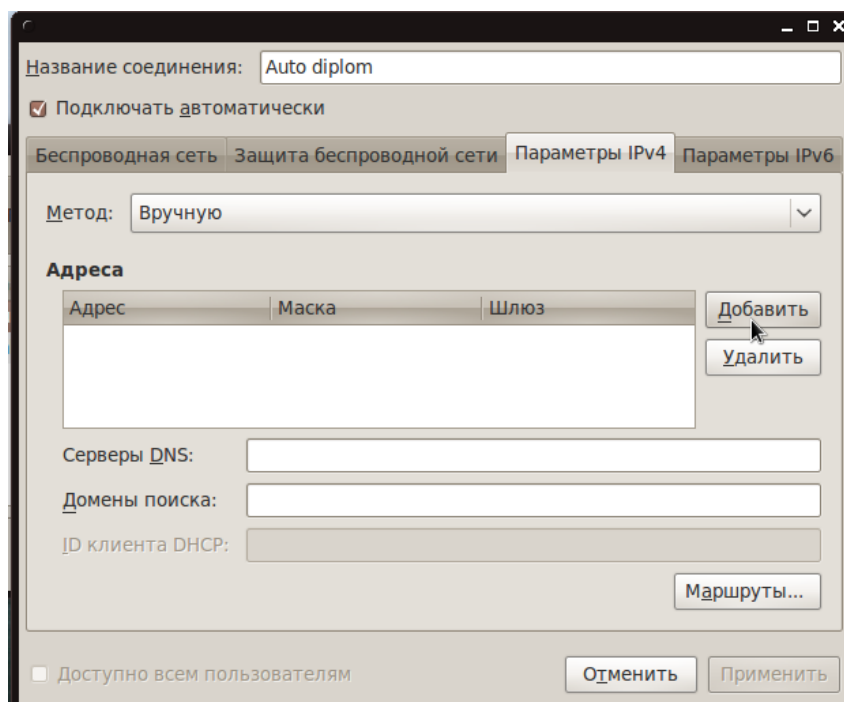 Название соединения: Auto diplom
Подключать автоматически
Беспроводная сеть Защита беспроводной сети Параметры IPv4 Параметры IPv6
Метод: Вручную
Адреса
Адрес Маска Шлюз Добавить
Удалить
Серверы DNS:
Домены поиска:
ID клиента DHCP:
Маршруты...
Доступно всем пользователям Отменить Применить